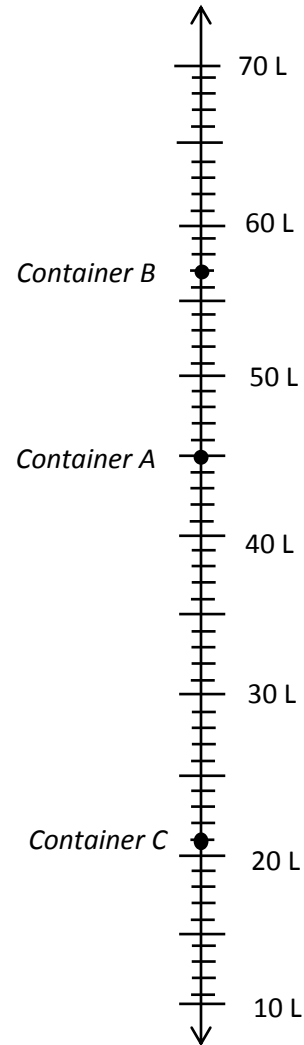 70 L
60 L
Container B
50 L
Container A
40 L
30 L
Container C
20 L
10 L